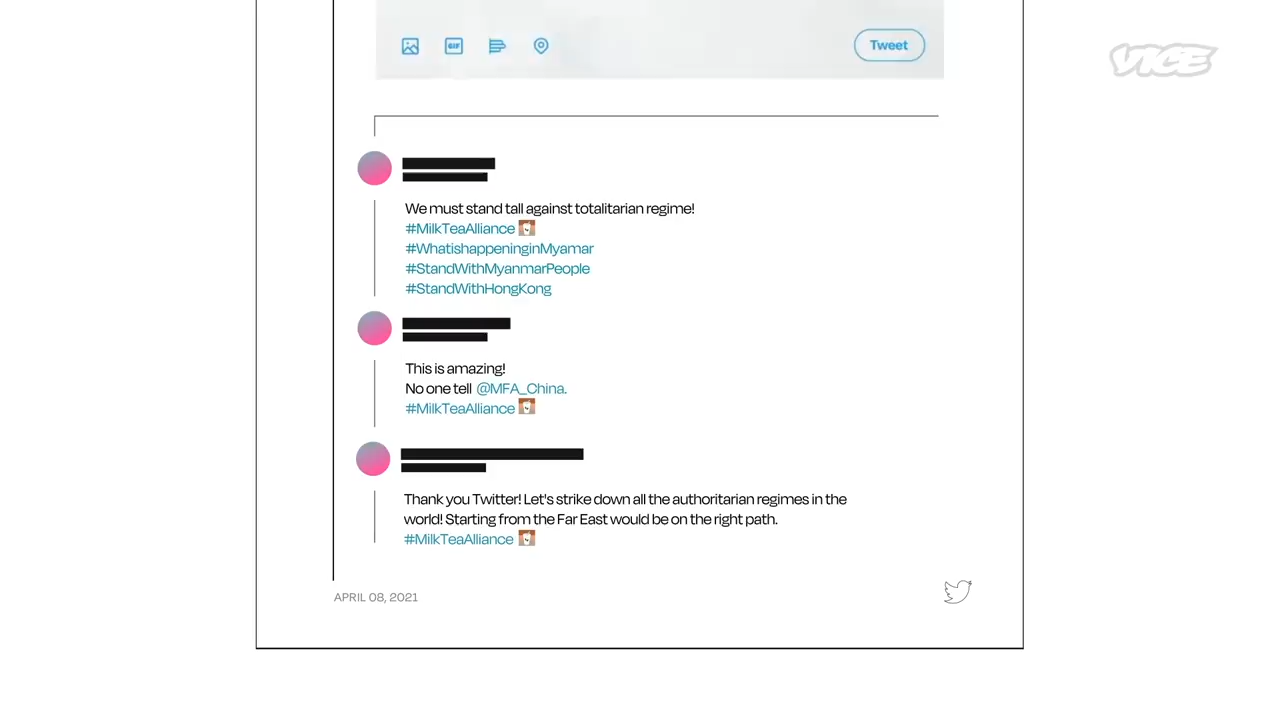 GIF
Tweet
VICE
We must stand tall against totalitarian regime!
#MilkTeaAlliance
#WhatishappeninginMyamar
#StandWithMyanmarPeople
#StandWithHongKong
This is amazing!
No one tell @MFA_China.
#MilkTeaAlliance
Thank you Twitter! Let's strike down all the authoritarian regimes in the
world! Starting from the Far East would be on the right path.
#MilkTeaAlliance
APRIL 08, 2021